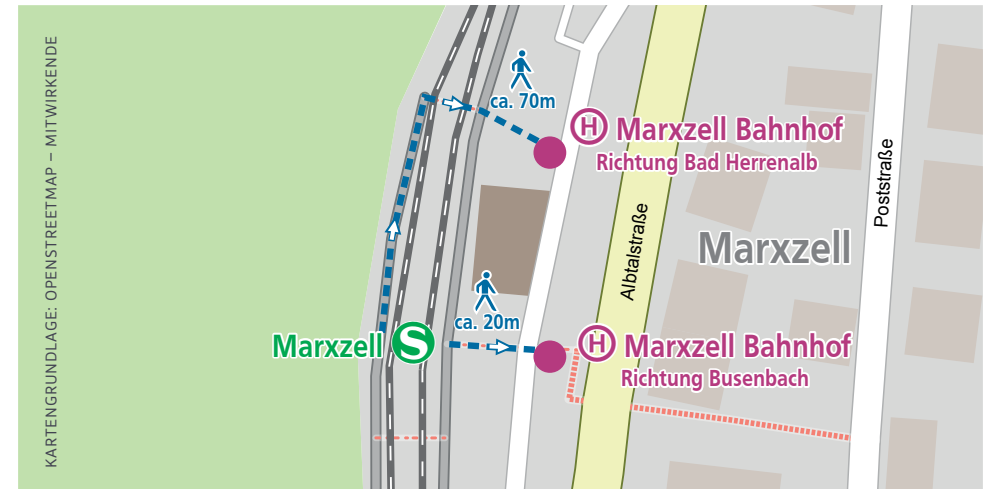 KARTENGRUNDLAGE: OPENSTREETMAP – MITWIRKENDE
ca. 70m
H Marxzell Bahnhof
Richtung Bad Herrenalb
Poststraße
Albtalstraße
Marxzell
ca. 20m
Marxzell S
H Marxzell Bahnhof
Richtung Busenbach